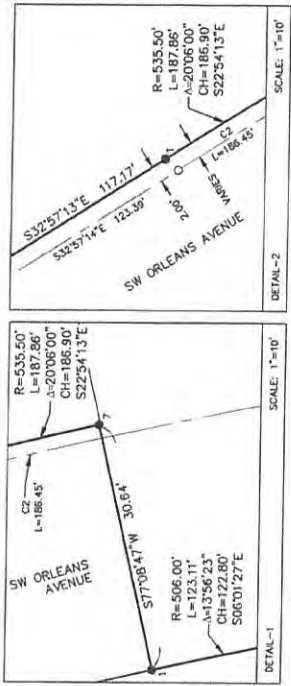 R=535.50'
L=187.86'
Δ=20°06'00"
CH=186.90'
S22°54'13"E
C2
L=186.45'
SW ORLEANS
AVENUE
7
S77°08'47"W 30.64'
1
R=506.00'
L=123.11'
Δ=13°56'23"
CH=122.80'
S06°01'27"E
DETAIL-1
SCALE: 1"=10'
S32°57'13"E 117.17'
S32°57'14"E 123.39'
R=535.50'
L=187.86'
Δ=20°06'00"
CH=186.90'
S22°54'13"E
1
C2
L=186.45'
2.00'
VARIES
SW ORLEANS AVENUE
DETAIL-2
SCALE: 1"=10'